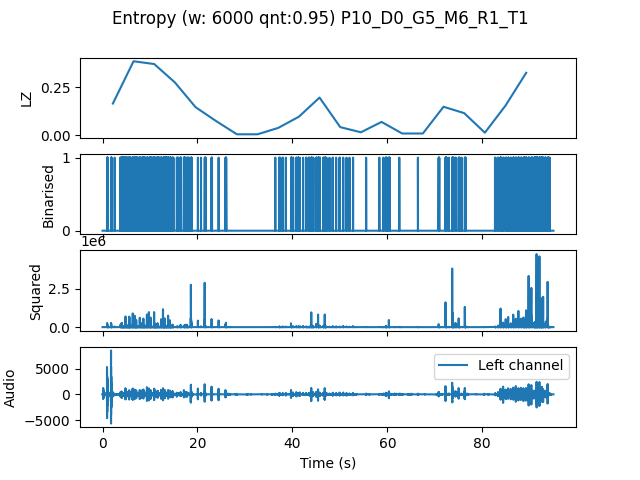 Entropy (w: 6000 qnt:0.95) P10_D0_G5_M6_R1_T1
LZ
0.25
0.00
Binarised
1
0
1e6
Squared
2.5
0.0
Audio
5000
0
−5000
Left channel
0 20 40 60 80
Time (s)